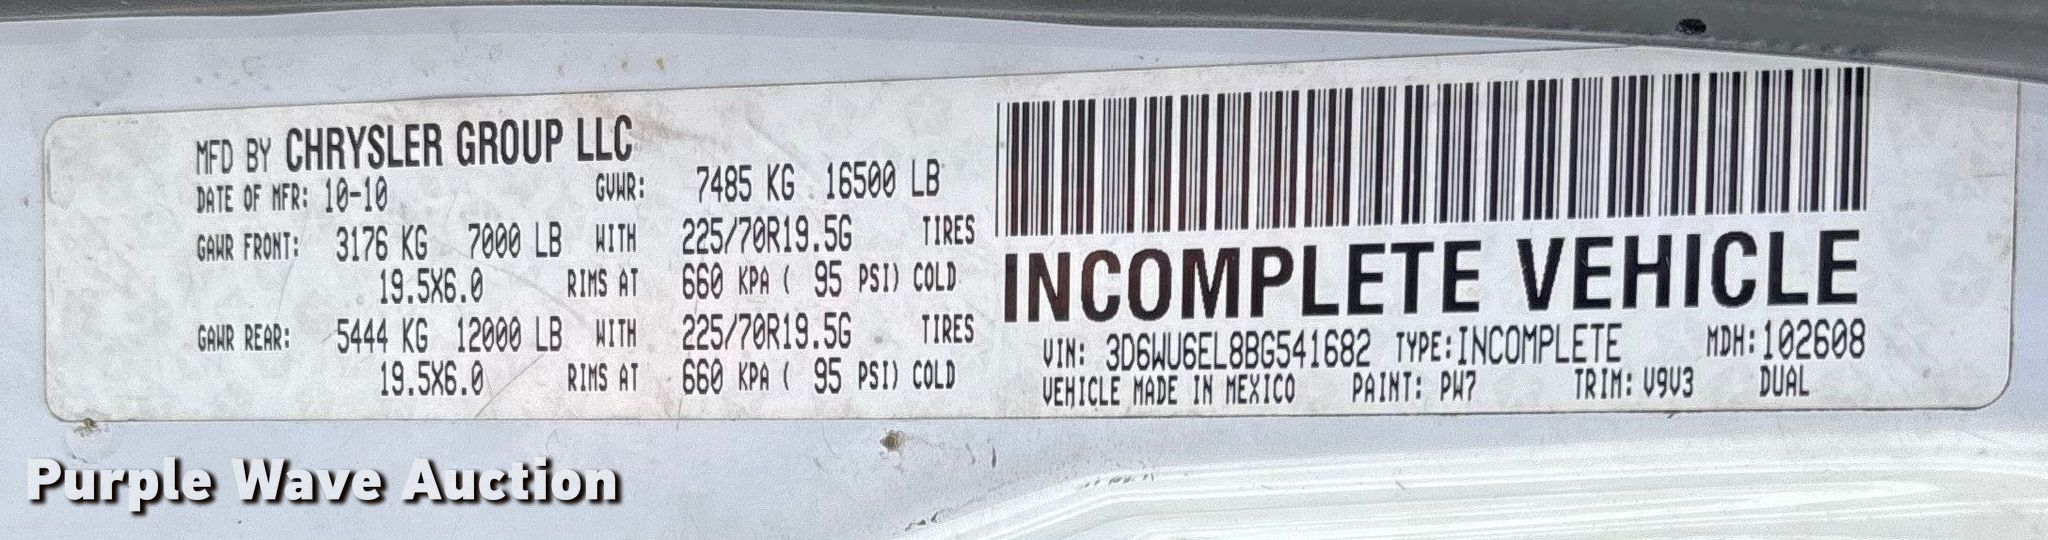 MFD BY CHRYSLER GROUP LLC
DATE OF MFR: 10-10 GVWR: 7485 KG 16500 LB
GAWR FRONT: 3176 KG 7000 LB WITH 225/70R19.5G TIRES
19.5X6.0 RIMS AT 660 KPA ( 95 PSI) COLD
GAWR REAR: 5444 KG 12000 LB WITH 225/70R19.5G TIRES
19.5X6.0 RIMS AT 660 KPA ( 95 PSI) COLD
INCOMPLETE VEHICLE
VIN: 3D6WU6EL8BG541682 TYPE:INCOMPLETE MDH:102608
VEHICLE MADE IN MEXICO PAINT: PW7 TRIM: V9V3 DUAL
Purple Wave Auction